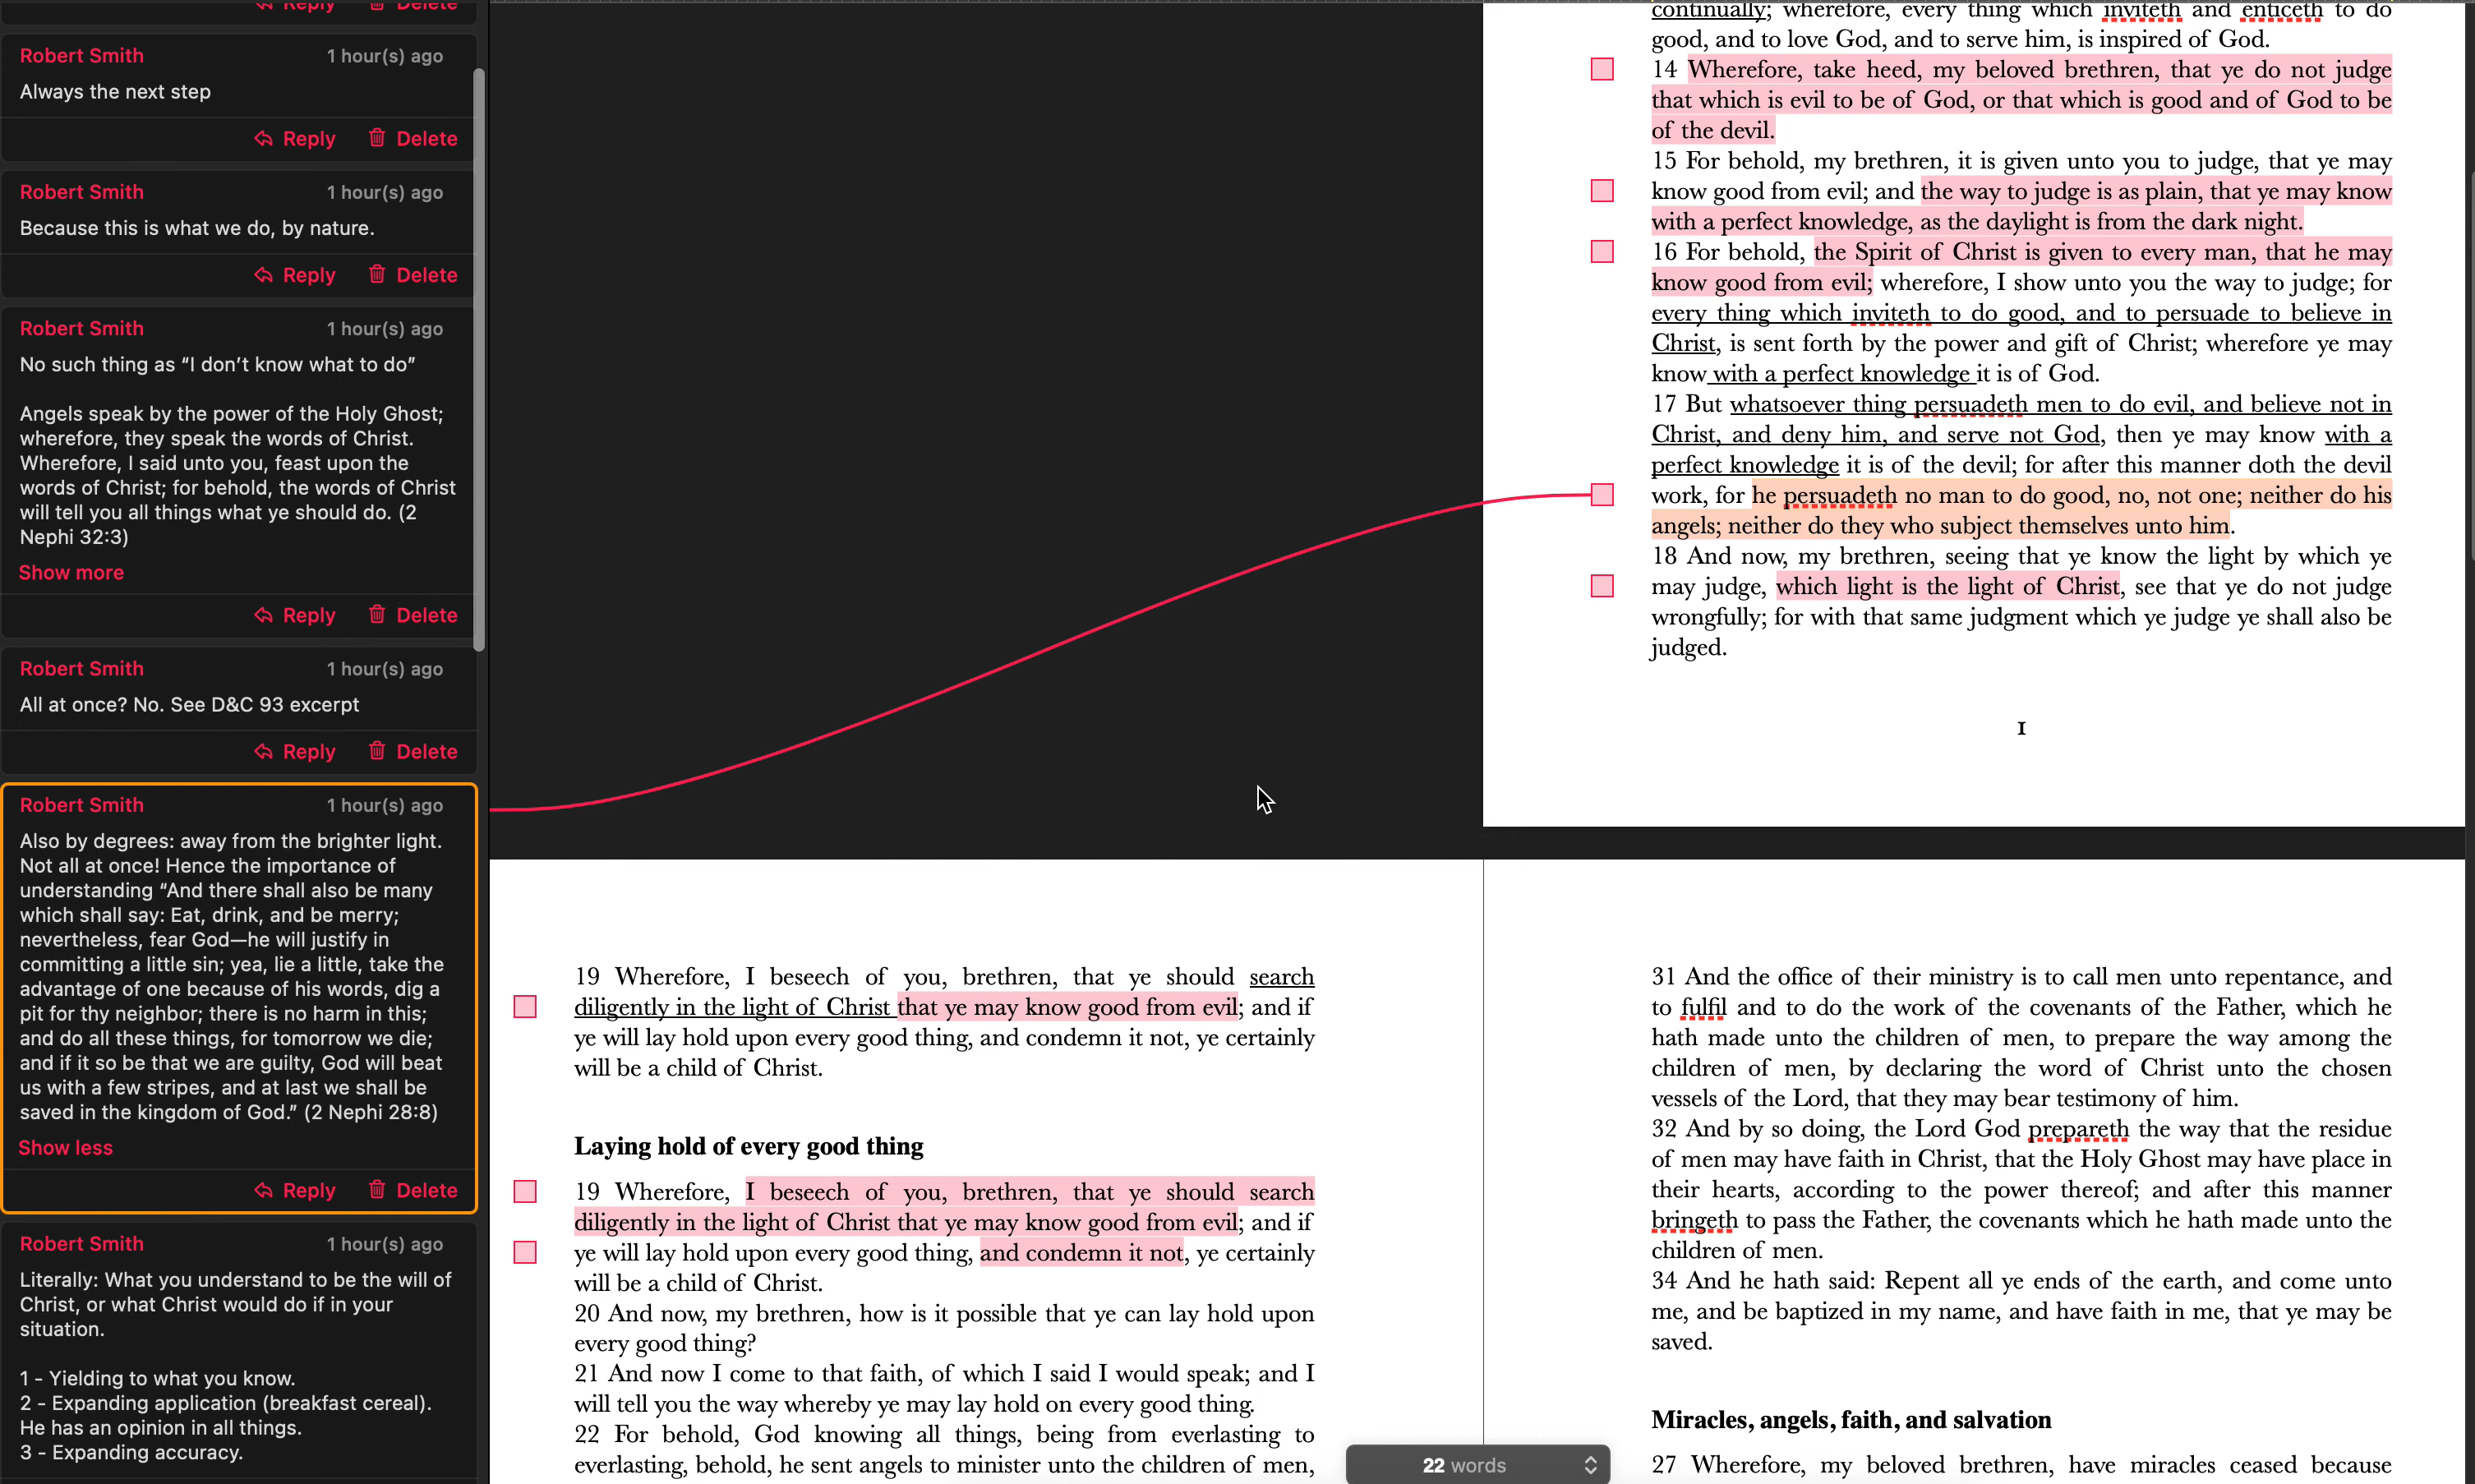 Reply Delete
Robert Smith 1 hour(s) ago
Always the next step
Reply Delete
Robert Smith 1 hour(s) ago
Because this is what we do, by nature.
Reply Delete
Robert Smith 1 hour(s) ago
No such thing as “I don’t know what to do”
Angels speak by the power of the Holy Ghost;
wherefore, they speak the words of Christ.
Wherefore, I said unto you, feast upon the
words of Christ; for behold, the words of Christ
will tell you all things what ye should do. (2
Nephi 32:3)
Show more
Reply Delete
Robert Smith 1 hour(s) ago
All at once? No. See D&C 93 excerpt
Reply Delete
Robert Smith 1 hour(s) ago
Also by degrees: away from the brighter light.
Not all at once! Hence the importance of
understanding “And there shall also be many
which shall say: Eat, drink, and be merry;
nevertheless, fear God—he will justify in
committing a little sin; yea, lie a little, take the
advantage of one because of his words, dig a
pit for thy neighbor; there is no harm in this;
and do all these things, for tomorrow we die;
and if it so be that we are guilty, God will beat
us with a few stripes, and at last we shall be
saved in the kingdom of God.” (2 Nephi 28:8)
Show less
Reply Delete
Robert Smith 1 hour(s) ago
Literally: What you understand to be the will of
Christ, or what Christ would do if in your
situation.
1 - Yielding to what you know.
2 - Expanding application (breakfast cereal).
He has an opinion in all things.
3 - Expanding accuracy.
continually; wherefore, every thing which inviteth and enticeth to do
good, and to love God, and to serve him, is inspired of God.
14 Wherefore, take heed, my beloved brethren, that ye do not judge
that which is evil to be of God, or that which is good and of God to be
of the devil.
15 For behold, my brethren, it is given unto you to judge, that ye may
know good from evil; and the way to judge is as plain, that ye may know
with a perfect knowledge, as the daylight is from the dark night.
16 For behold, the Spirit of Christ is given to every man, that he may
know good from evil; wherefore, I show unto you the way to judge; for
every thing which inviteth to do good, and to persuade to believe in
Christ, is sent forth by the power and gift of Christ; wherefore ye may
know with a perfect knowledge it is of God.
17 But whatsoever thing persuadeth men to do evil, and believe not in
Christ, and deny him, and serve not God, then ye may know with a
perfect knowledge it is of the devil; for after this manner doth the devil
work, for he persuadeth no man to do good, no, not one; neither do his
angels; neither do they who subject themselves unto him.
18 And now, my brethren, seeing that ye know the light by which ye
may judge, which light is the light of Christ, see that ye do not judge
wrongfully; for with that same judgment which ye judge ye shall also be
judged.
1
19 Wherefore, I beseech of you, brethren, that ye should search
diligently in the light of Christ that ye may know good from evil; and if
ye will lay hold upon every good thing, and condemn it not, ye certainly
will be a child of Christ.
Laying hold of every good thing
19 Wherefore, I beseech of you, brethren, that ye should search
diligently in the light of Christ that ye may know good from evil; and if
ye will lay hold upon every good thing, and condemn it not, ye certainly
will be a child of Christ.
20 And now, my brethren, how is it possible that ye can lay hold upon
every good thing?
21 And now I come to that faith, of which I said I would speak; and I
will tell you the way whereby ye may lay hold on every good thing.
22 For behold, God knowing all things, being from everlasting to
everlasting, behold, he sent angels to minister unto the children of men,
31 And the office of their ministry is to call men unto repentance, and
to fulfil and to do the work of the covenants of the Father, which he
hath made unto the children of men, to prepare the way among the
children of men, by declaring the word of Christ unto the chosen
vessels of the Lord, that they may bear testimony of him.
32 And by so doing, the Lord God prepareth the way that the residue
of men may have faith in Christ, that the Holy Ghost may have place in
their hearts, according to the power thereof; and after this manner
bringeth to pass the Father, the covenants which he hath made unto the
children of men.
34 And he hath said: Repent all ye ends of the earth, and come unto
me, and be baptized in my name, and have faith in me, that ye may be
saved.
Miracles, angels, faith, and salvation
27 Wherefore, my beloved brethren, have miracles ceased because
22 words